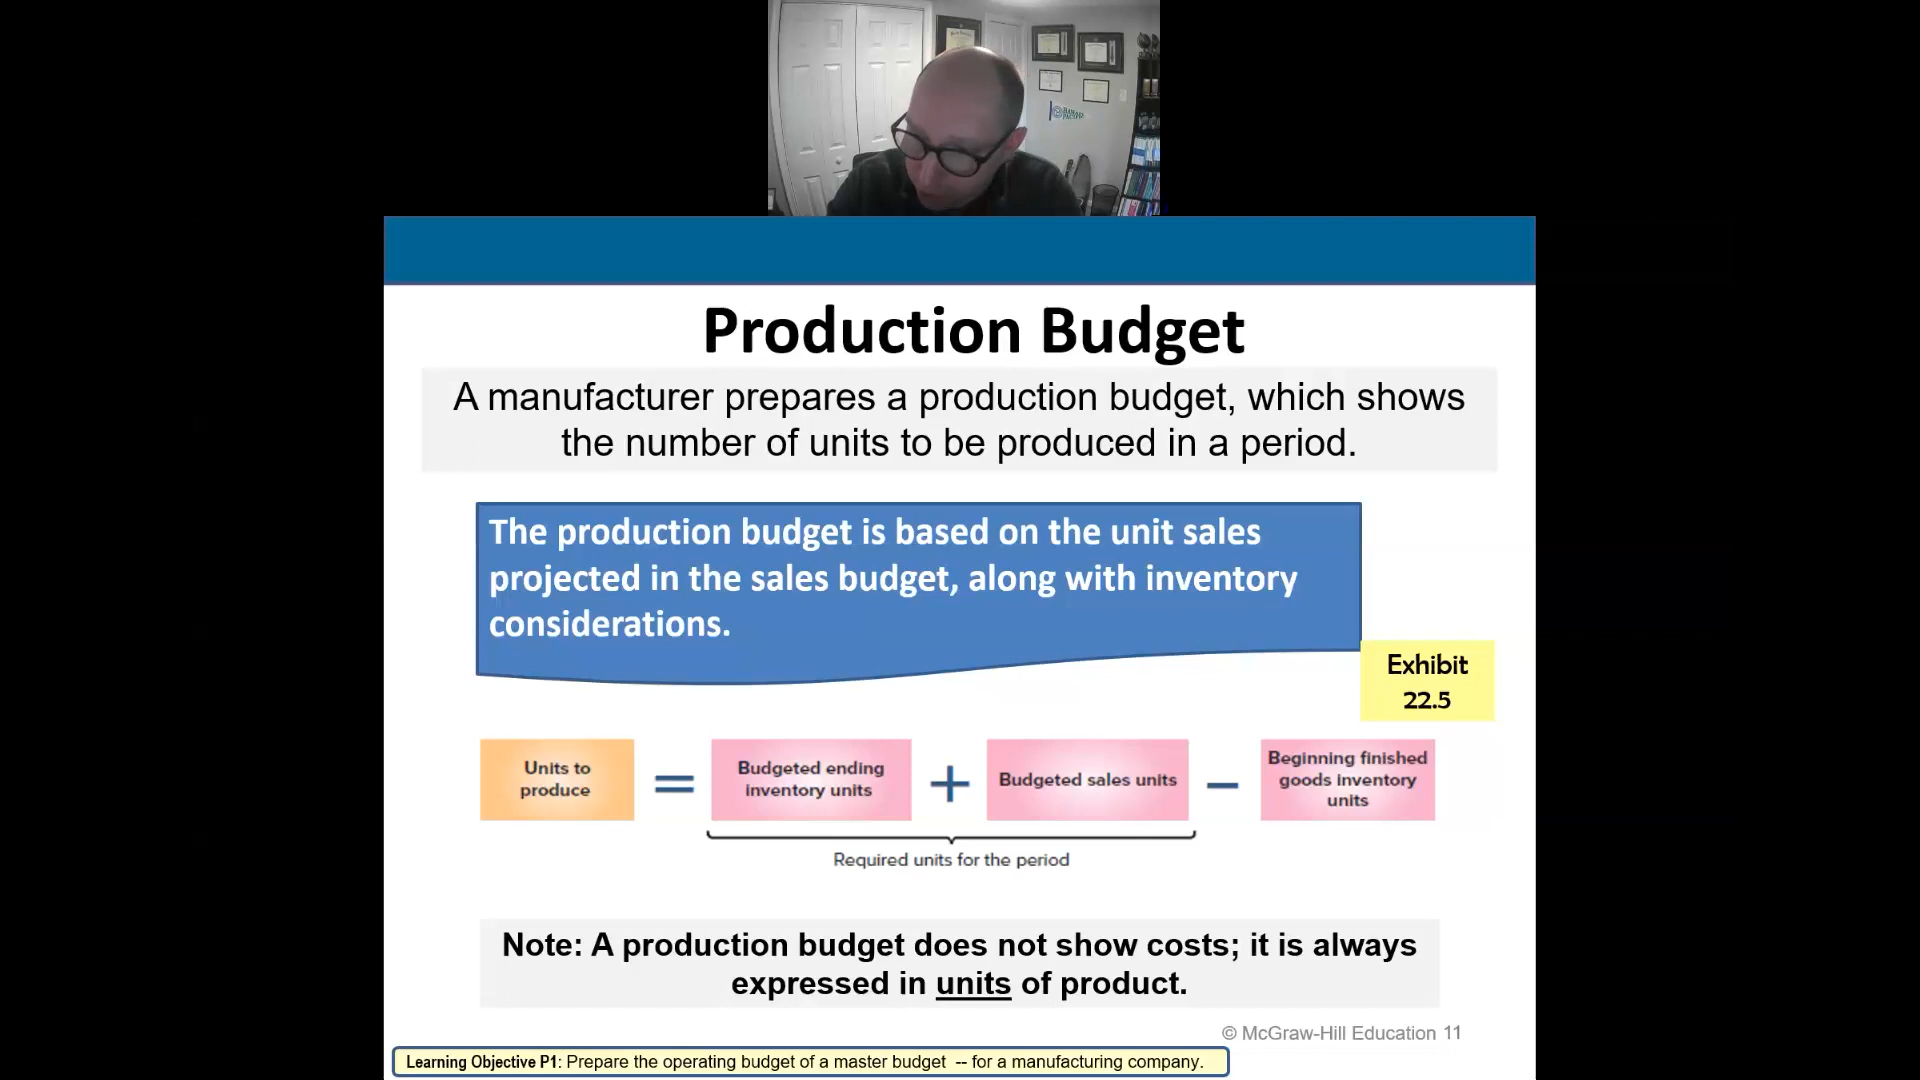 Production Budget
A manufacturer prepares a production budget, which shows
the number of units to be produced in a period.
The production budget is based on the unit sales
projected in the sales budget, along with inventory
considerations.
Exhibit
22.5
Units to
produce
=
Budgeted ending
inventory units
+
Budgeted sales units
–
Beginning finished
goods inventory
units
Required units for the period
Note: A production budget does not show costs; it is always
expressed in units of product.
© McGraw-Hill Education 11
Learning Objective P1: Prepare the operating budget of a master budget -- for a manufacturing company.